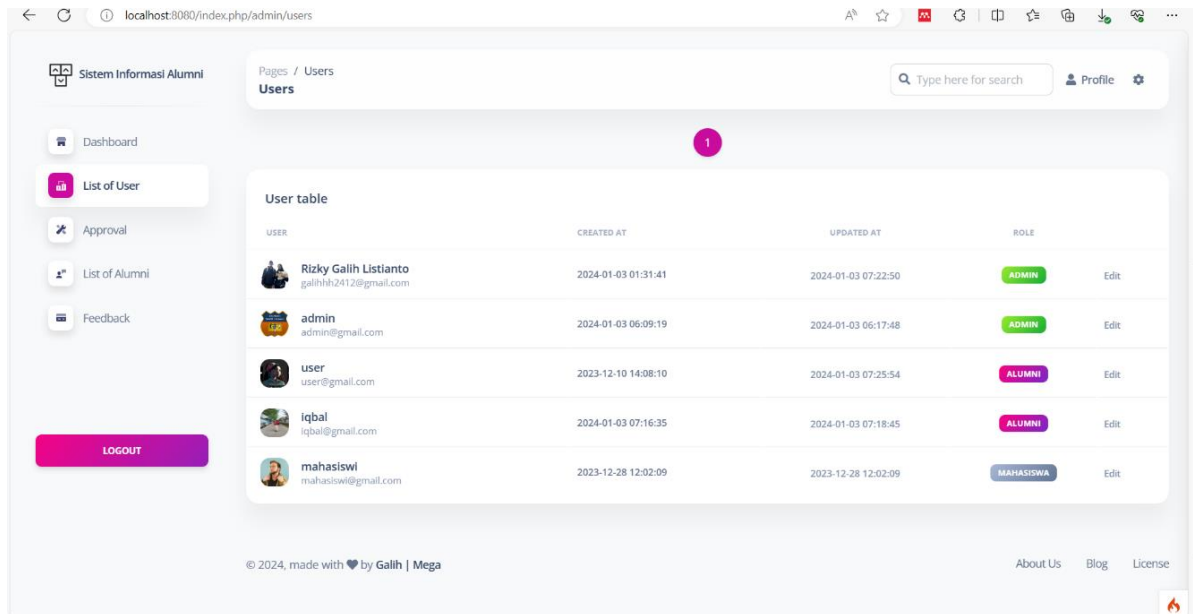 localhost:8080/index.php/admin/users
Sistem Informasi Alumni
Pages / Users
Users
Type here for search
Profile
Dashboard
List of User
Approval
List of Alumni
Feedback
LOGOUT
1
User table
USER CREATED AT UPDATED AT ROLE
Rizky Galih Listianto
galihhh2412@gmail.com
2024-01-03 01:31:41 2024-01-03 07:22:50 ADMIN Edit
admin
admin@gmail.com
2024-01-03 06:09:19 2024-01-03 06:17:48 ADMIN Edit
user
user@gmail.com
2023-12-10 14:08:10 2024-01-03 07:25:54 ALUMNI Edit
iqbal
iqbal@gmail.com
2024-01-03 07:16:35 2024-01-03 07:18:45 ALUMNI Edit
mahasiswi
mahasiswi@gmail.com
2023-12-28 12:02:09 2023-12-28 12:02:09 MAHASISWA Edit
© 2024, made with ♥ by Galih | Mega
About Us Blog License